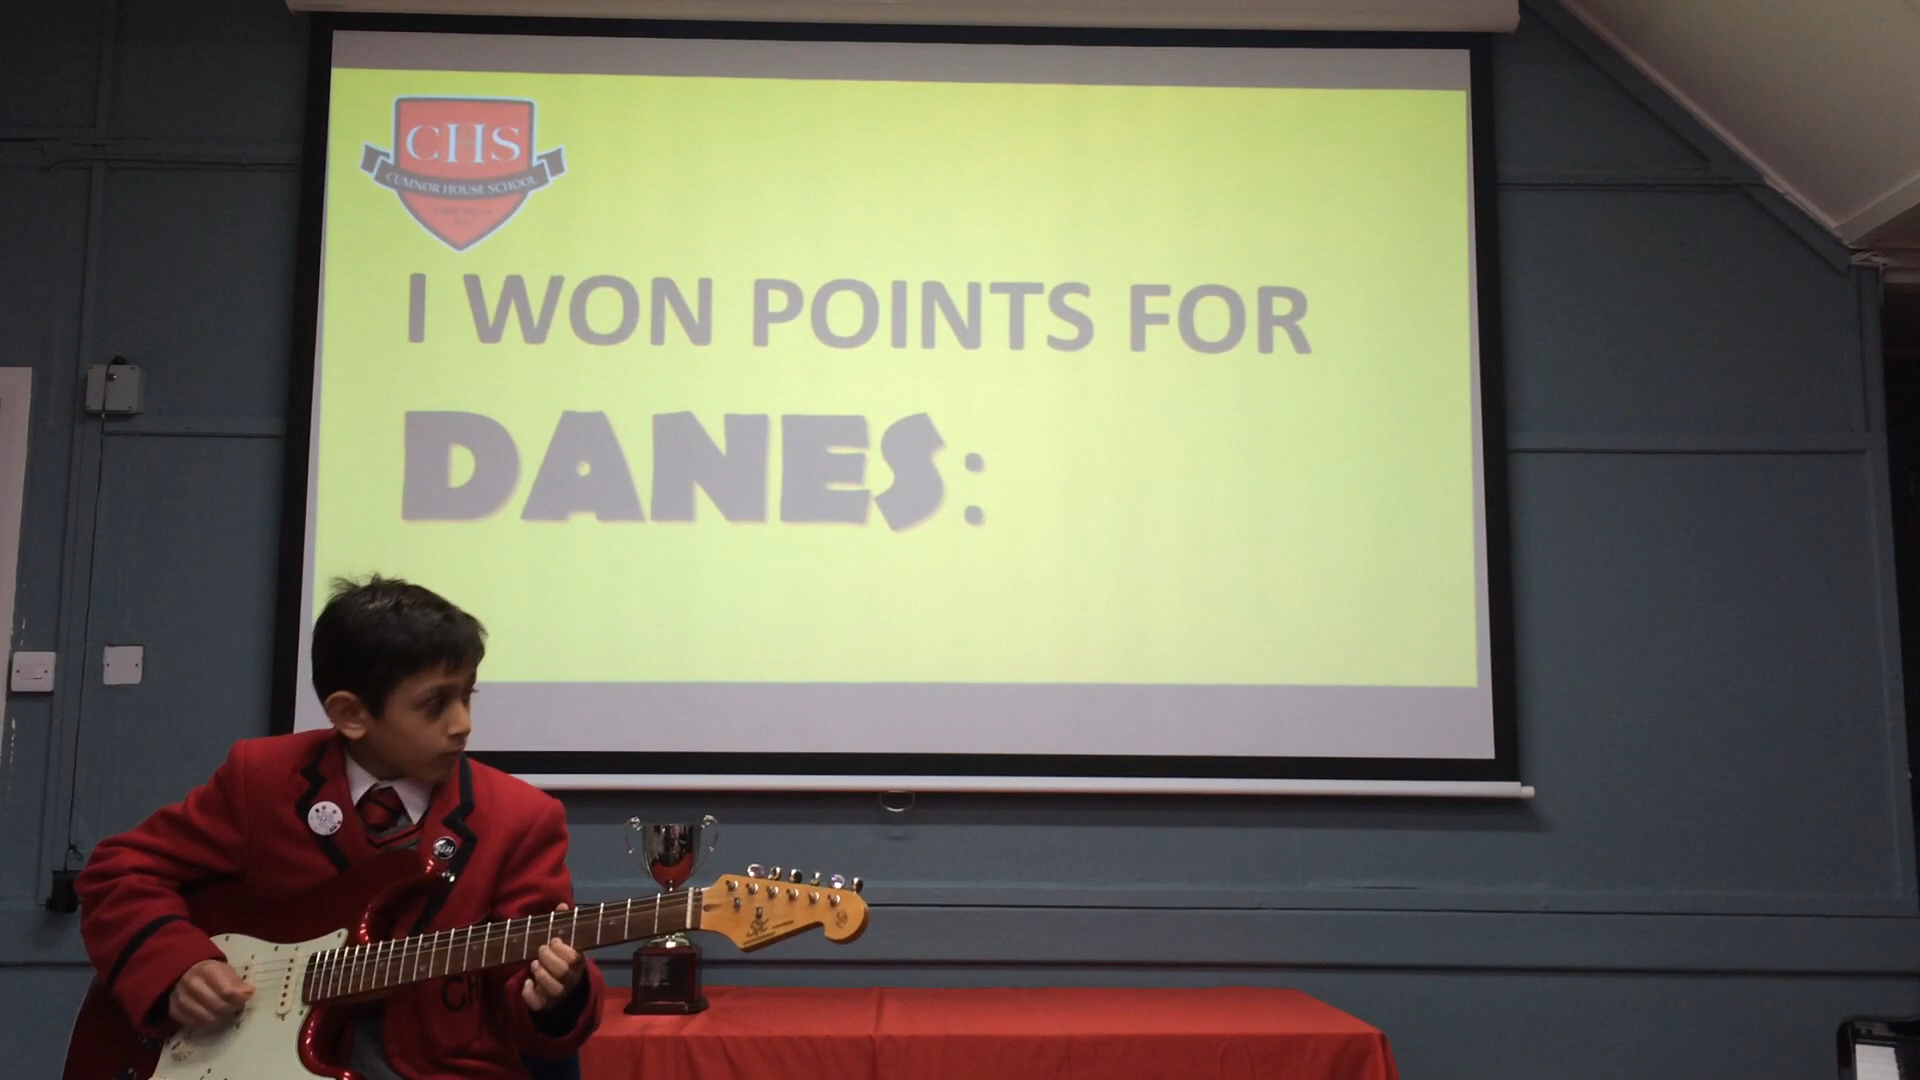 CHS
CUMNOR HOUSE SCHOOL
I WON POINTS FOR
DANES: